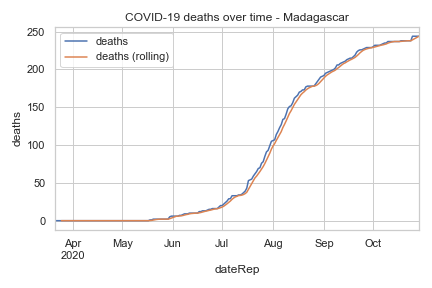 COVID-19 deaths over time - Madagascar
deaths
deaths (rolling)
250
200
150
100
50
0
deaths
Apr May Jun Jul Aug Sep Oct
2020
dateRep